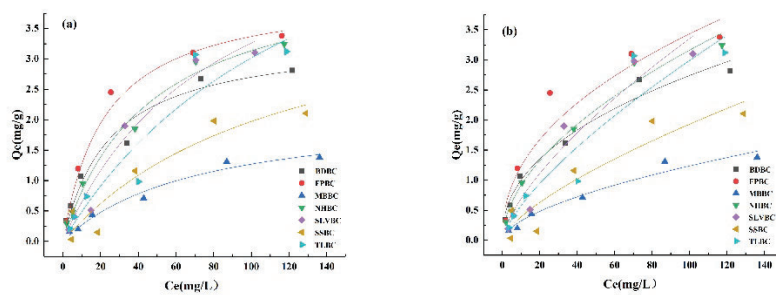 (a)
Qe(mg/g)
3.5
3.0
2.5
2.0
1.5
1.0
0.5
0.0
BDBC
FPBC
MBBC
NHBC
SLVBC
SSBC
TLBC
0 20 40 60 80 100 120 140
Ce(mg/L)
(b)
Qe(mg/g)
3.5
3.0
2.5
2.0
1.5
1.0
0.5
0.0
BDBC
FPBC
MBBC
NHBC
SLVBC
SSBC
TLBC
0 20 40 60 80 100 120 140
Ce(mg/L)